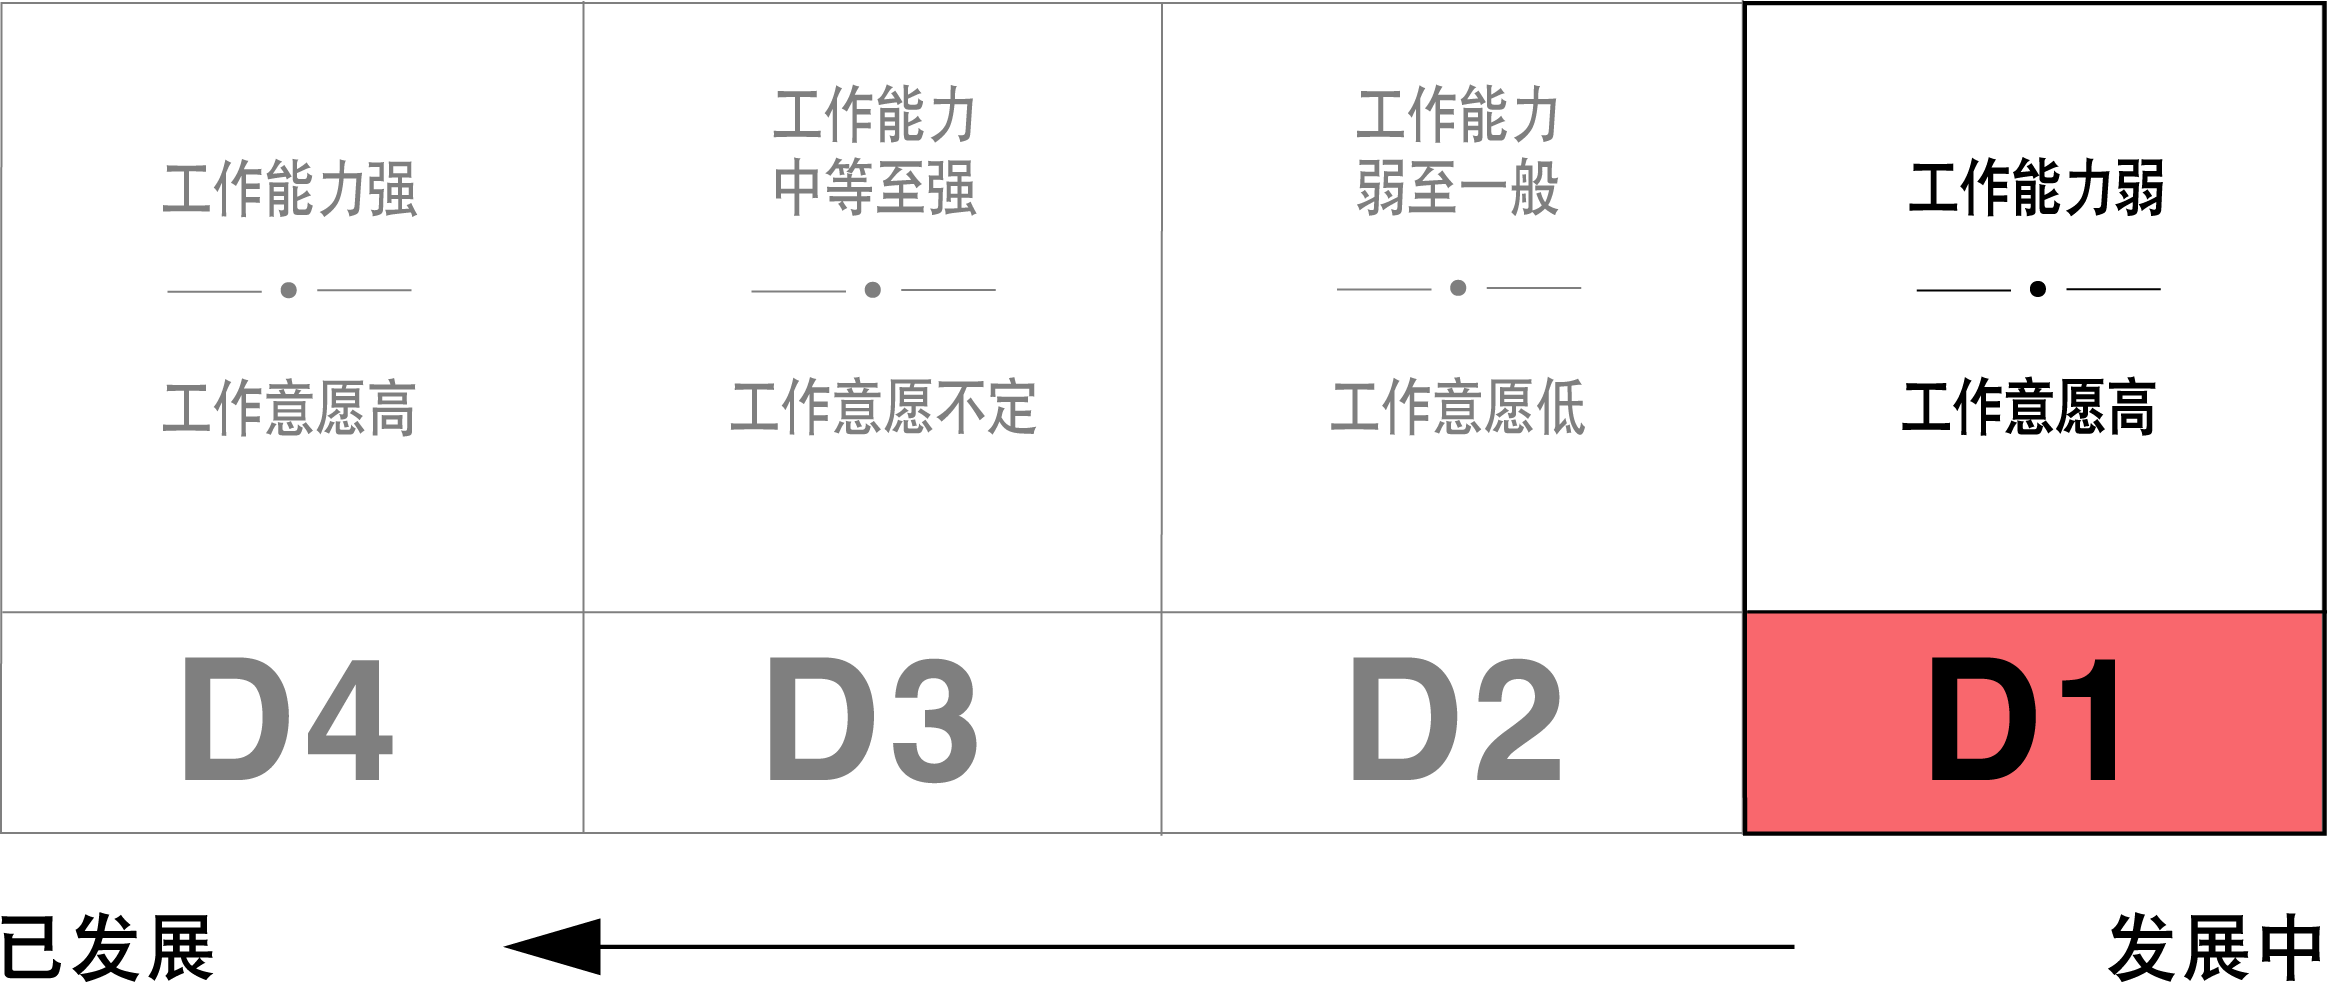 工作能力强
工作意愿高
D4
工作能力
中等至强
工作意愿不定
D3
工作能力
弱至一般
工作意愿低
D2
工作能力弱
工作意愿高
D1
已发展
发展中